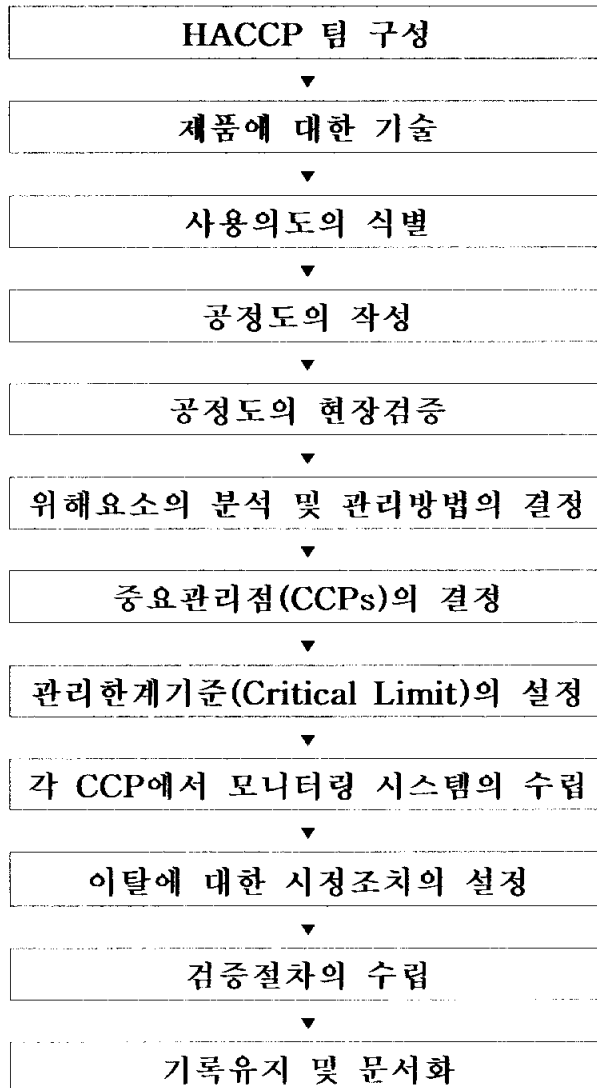 HACCP 팀 구성
제품에 대한 기술
사용의도의 식별
공정도의 작성
공정도의 현장검증
위해요소의 분석 및 관리방법의 결정
중요관리점(CCPs)의 결정
관리한계기준(Critical Limit)의 설정
각 CCP에서 모니터링 시스템의 수립
이탈에 대한 시정조치의 설정
검증절차의 수립
기록유지 및 문서화